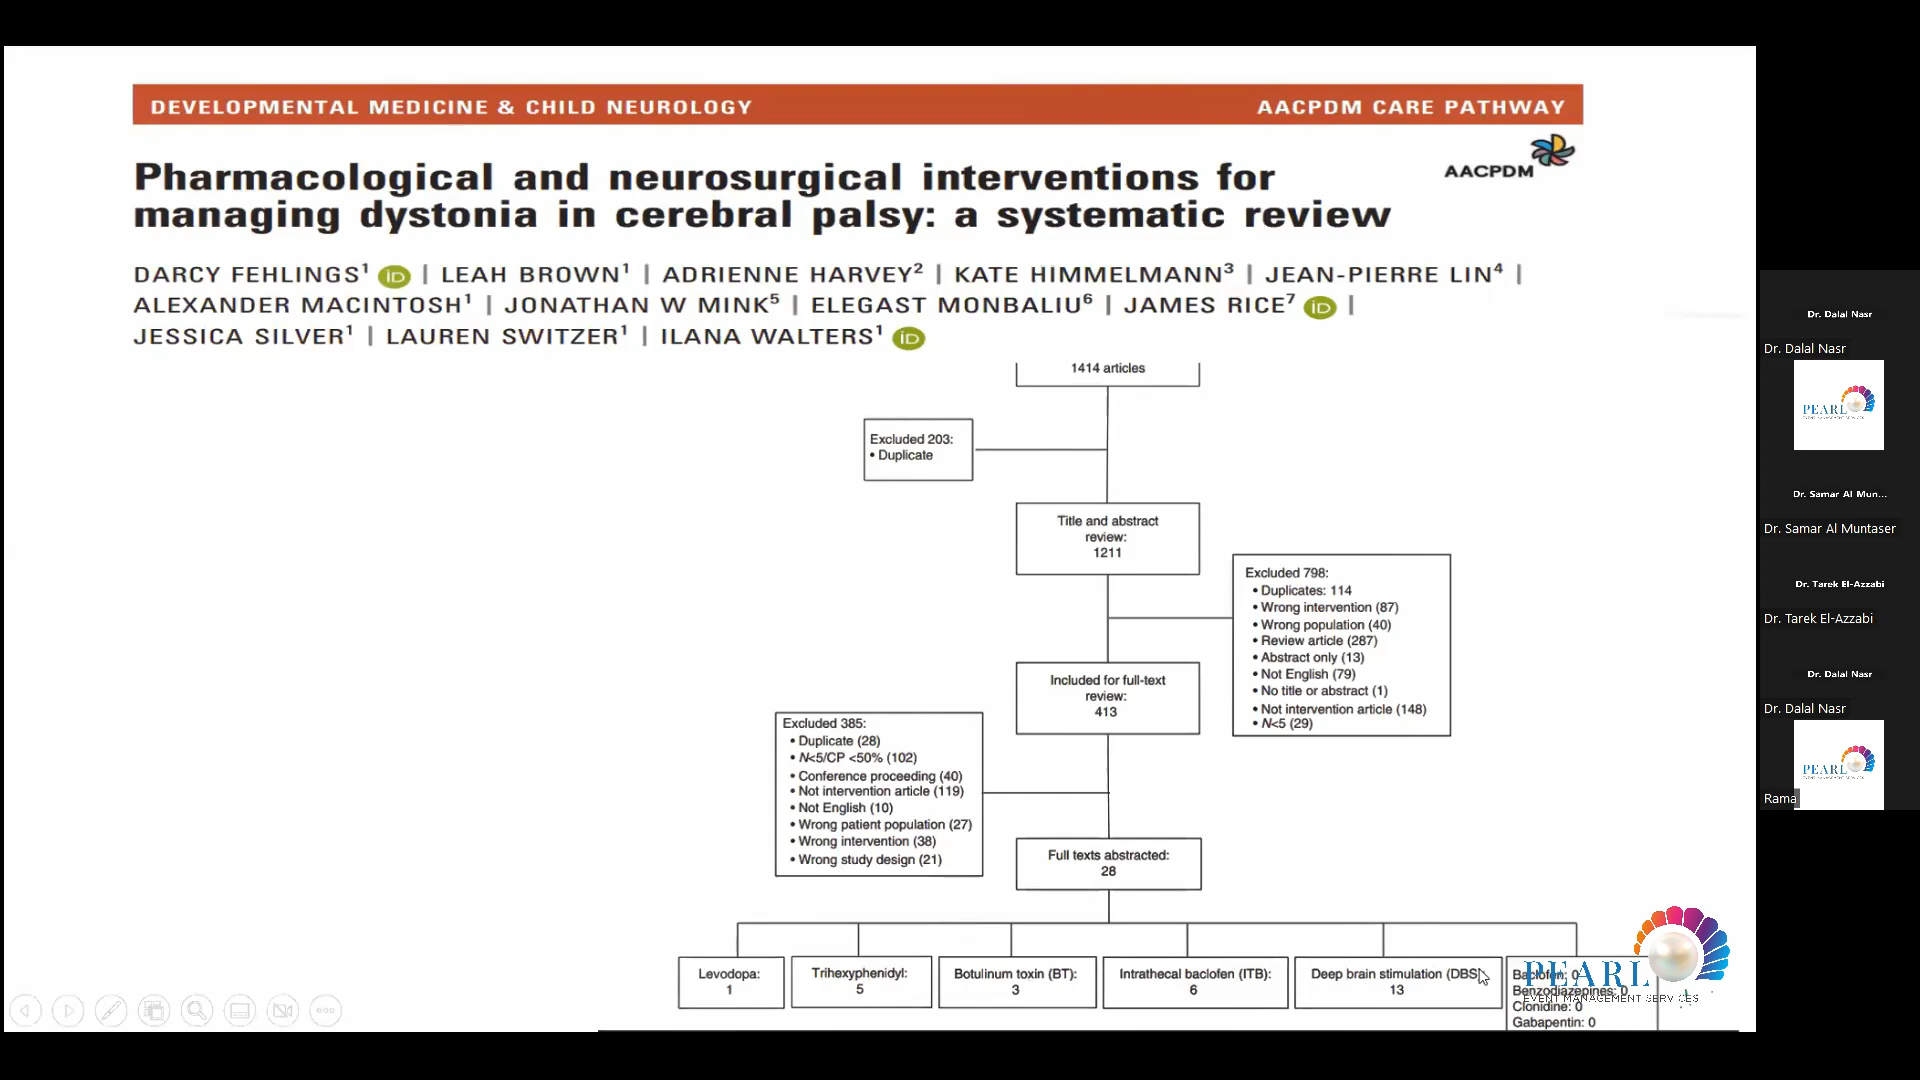 DEVELOPMENTAL MEDICINE & CHILD NEUROLOGY
AACPDM CARE PATHWAY
AACPDM
Pharmacological and neurosurgical interventions for
managing dystonia in cerebral palsy: a systematic review
DARCY FEHLINGS¹ iD | LEAH BROWN¹ | ADRIENNE HARVEY² | KATE HIMMELMANN³ | JEAN-PIERRE LIN⁴ |
ALEXANDER MACINTOSH¹ | JONATHAN W MINK⁵ | ELEGAST MONBALIU⁶ | JAMES RICE⁷ iD |
JESSICA SILVER¹ | LAUREN SWITZER¹ | ILANA WALTERS¹ iD
1414 articles
Excluded 203:
• Duplicate
Title and abstract
review:
1211
Excluded 798:
• Duplicates: 114
• Wrong intervention (87)
• Wrong population (40)
• Review article (287)
• Abstract only (13)
• Not English (79)
• No title or abstract (1)
• Not intervention article (148)
• N<5 (29)
Included for full-text
review:
413
Excluded 385:
• Duplicate (28)
• N<5/CP <50% (102)
• Conference proceeding (40)
• Not intervention article (119)
• Not English (10)
• Wrong patient population (27)
• Wrong intervention (38)
• Wrong study design (21)
Full texts abstracted:
28
Levodopa:
1
Trihexyphenidyl:
5
Botulinum toxin (BT):
3
Intrathecal baclofen (ITB):
6
Deep brain stimulation (DBS):
13
Baclofen: 0
Benzodiazepines: 0
Clonidine: 0
Gabapentin: 0
PEARL
EVENT MANAGEMENT SERVICES
Dr. Dalal Nasr
Dr. Dalal Nasr
PEARL
EVENT MANAGEMENT SERVICES
Dr. Samar Al Mun...
Dr. Samar Al Muntaser
Dr. Tarek El-Azzabi
Dr. Tarek El-Azzabi
Dr. Dalal Nasr
Dr. Dalal Nasr
PEARL
EVENT MANAGEMENT SERVICES
Rama